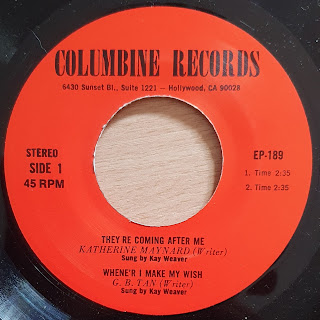 COLUMBINE RECORDS
6430 Sunset Bl., Suite 1221 — Hollywood, CA 90028
STEREO
SIDE 1
45 RPM
EP-189
1. Time 2:35
2. Time 2:35
THEY'RE COMING AFTER ME
KATHERINE MAYNARD (Writer)
Sung by Kay Weaver
WHENE'R I MAKE MY WISH
G. B. TAN (Writer)
Sung by Kay Weaver